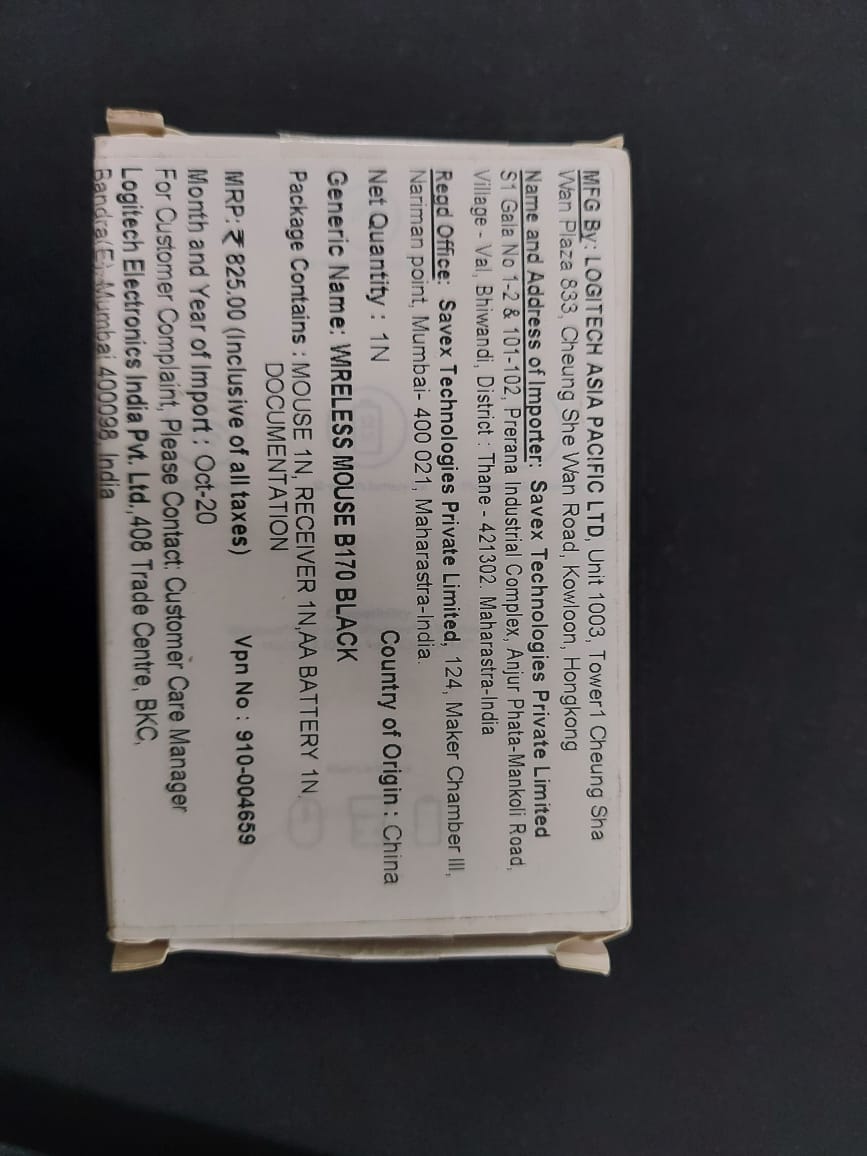 MFG By: LOGITECH ASIA PACIFIC LTD, Unit 1003, Tower1 Cheung Sha
Wan Plaza 833, Cheung She Wan Road, Kowloon, Hongkong
Name and Address of Importer: Savex Technologies Private Limited
S1 Gala No 1-2 & 101-102, Prerana Industrial Complex, Anjur Phata-Mankoli Road,
Village - Val, Bhiwandi, District : Thane - 421302. Maharastra-India
Regd Office: Savex Technologies Private Limited, 124, Maker Chamber III,
Nariman point, Mumbai- 400 021, Maharastra-India.
Net Quantity : 1N Country of Origin : China
Generic Name: WIRELESS MOUSE B170 BLACK
Package Contains : MOUSE 1N, RECEIVER 1N,AA BATTERY 1N,
DOCUMENTATION
MRP: ₹ 825.00 (Inclusive of all taxes) Vpn No : 910-004659
Month and Year of Import : Oct-20
For Customer Complaint, Please Contact: Customer Care Manager
Logitech Electronics India Pvt. Ltd.,408 Trade Centre, BKC,
Bandra(E), Mumbai 400098, India